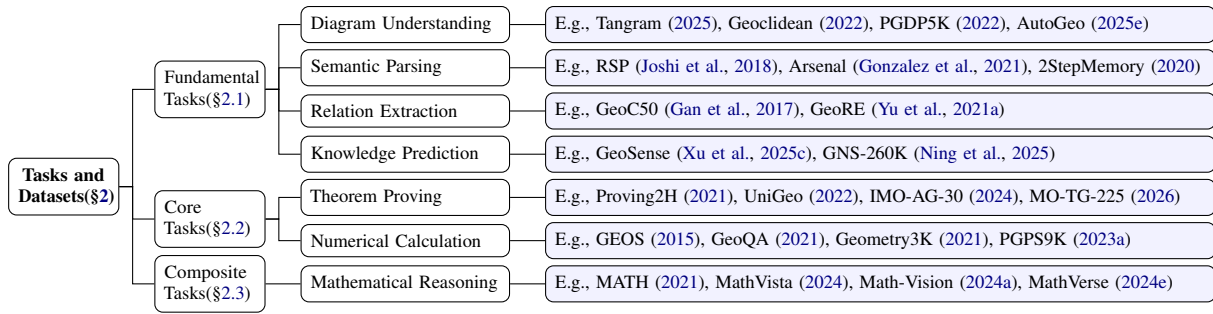 Tasks and
Datasets(§2)
Fundamental
Tasks(§2.1)
Diagram Understanding
E.g., Tangram (2025), Geoclidean (2022), PGDP5K (2022), AutoGeo (2025e)
Semantic Parsing
E.g., RSP (Joshi et al., 2018), Arsenal (Gonzalez et al., 2021), 2StepMemory (2020)
Relation Extraction
E.g., GeoC50 (Gan et al., 2017), GeoRE (Yu et al., 2021a)
Knowledge Prediction
E.g., GeoSense (Xu et al., 2025c), GNS-260K (Ning et al., 2025)
Core
Tasks(§2.2)
Theorem Proving
E.g., Proving2H (2021), UniGeo (2022), IMO-AG-30 (2024), MO-TG-225 (2026)
Numerical Calculation
E.g., GEOS (2015), GeoQA (2021), Geometry3K (2021), PGPS9K (2023a)
Composite
Tasks(§2.3)
Mathematical Reasoning
E.g., MATH (2021), MathVista (2024), Math-Vision (2024a), MathVerse (2024e)